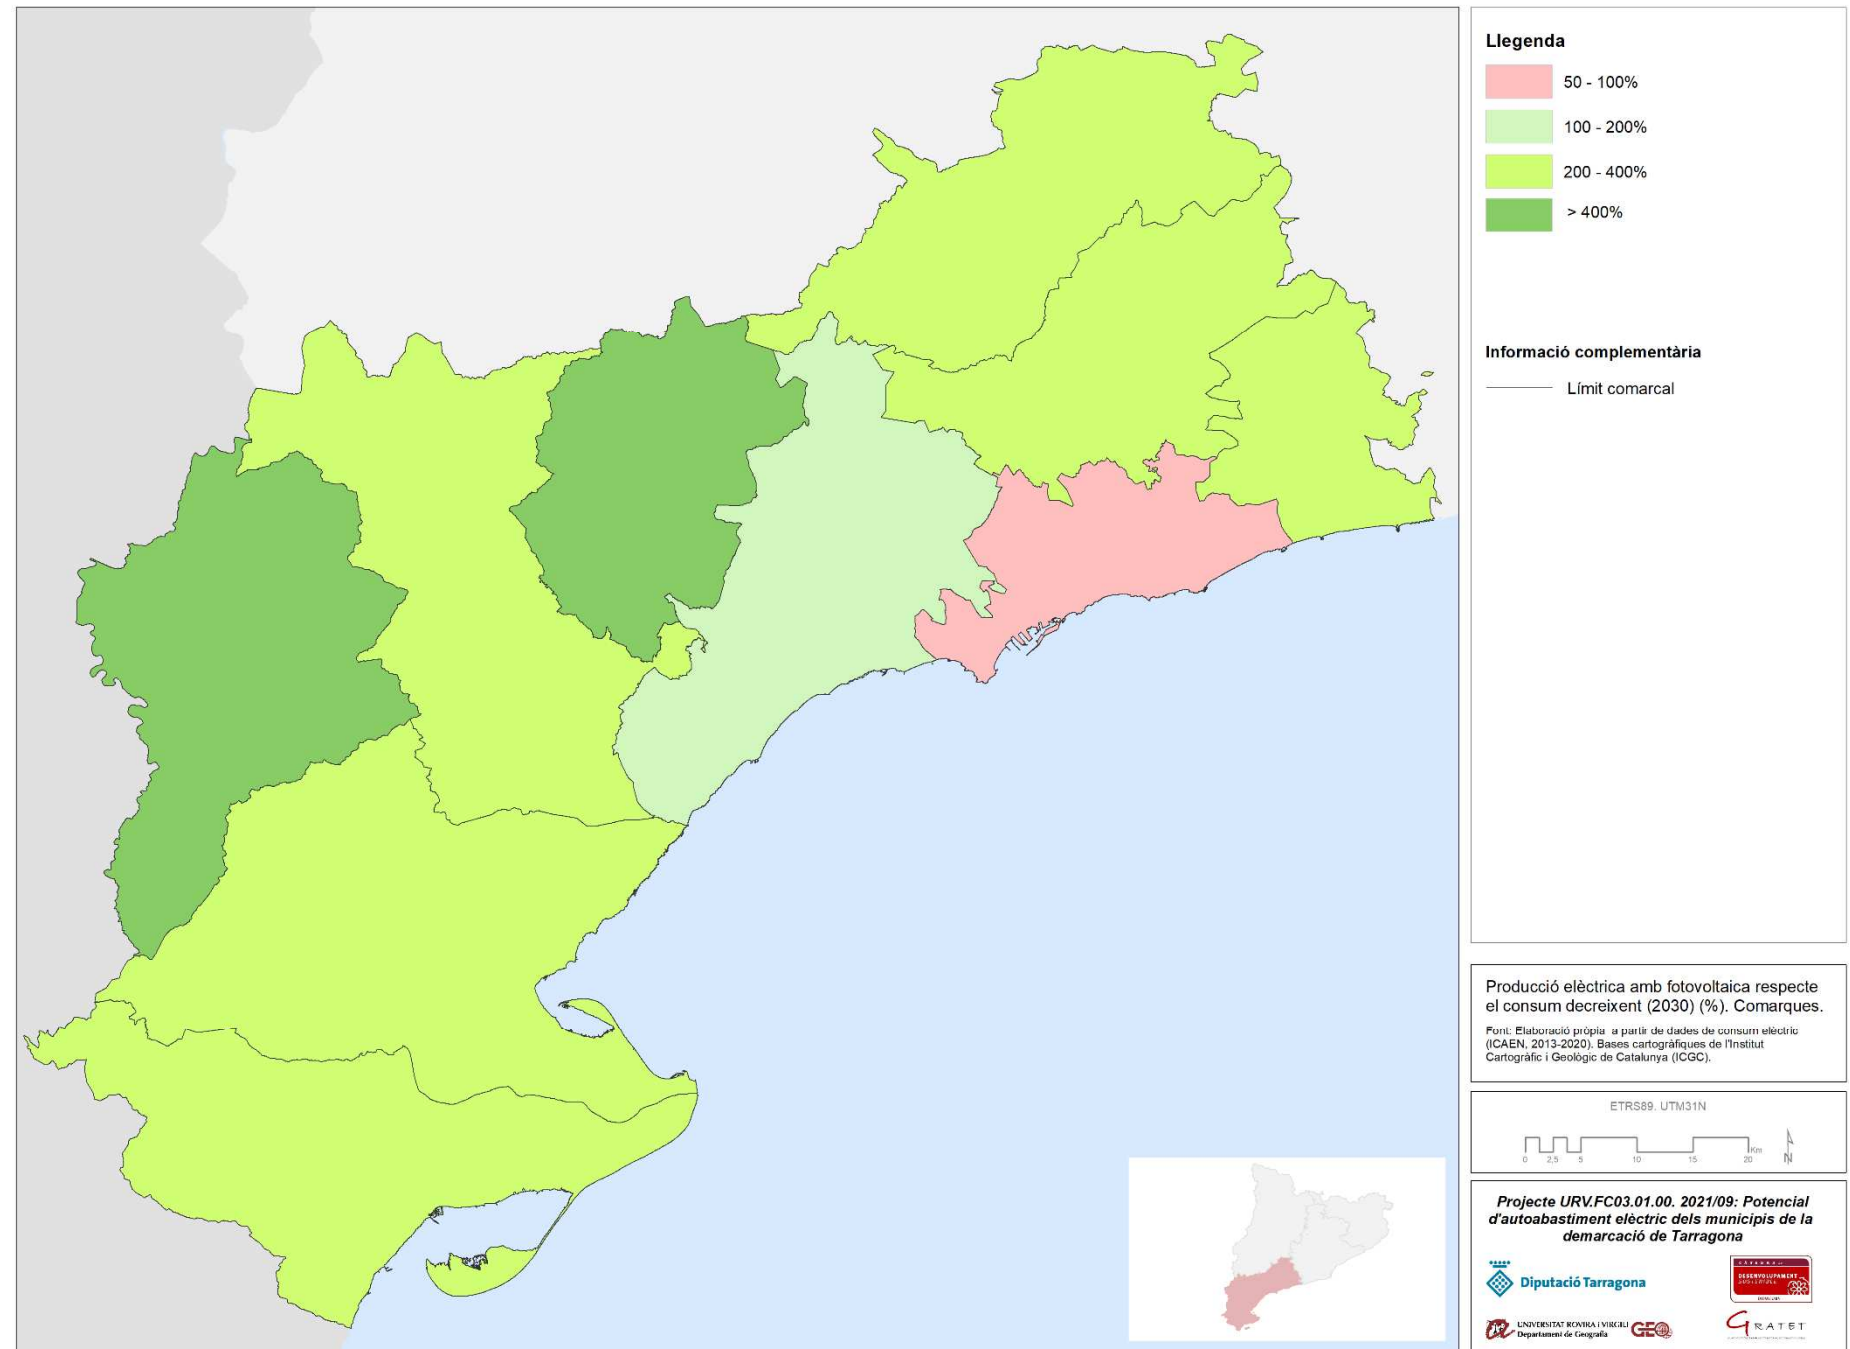 Llegenda
50 - 100%
100 - 200%
200 - 400%
> 400%
Informació complementària
Límit comarcal
Producció elèctrica amb fotovoltaica respecte
el consum decreixent (2030) (%). Comarques.
Font: Elaboració pròpia a partir de dades de consum elèctric
(ICAEN, 2013-2020). Bases cartogràfiques de l'Institut
Cartogràfic i Geològic de Catalunya (ICGC).
ETRS89. UTM31N
0 2,5 5 10 15 20 Km
N
Projecte URV.FC03.01.00. 2021/09: Potencial
d'autoabastiment elèctric dels municipis de la
demarcació de Tarragona
Diputació Tarragona
DESENVOLUPAMENT
UNIVERSITAT ROVIRA i VIRGILI
Departament de Geografia
GEO
GRATET